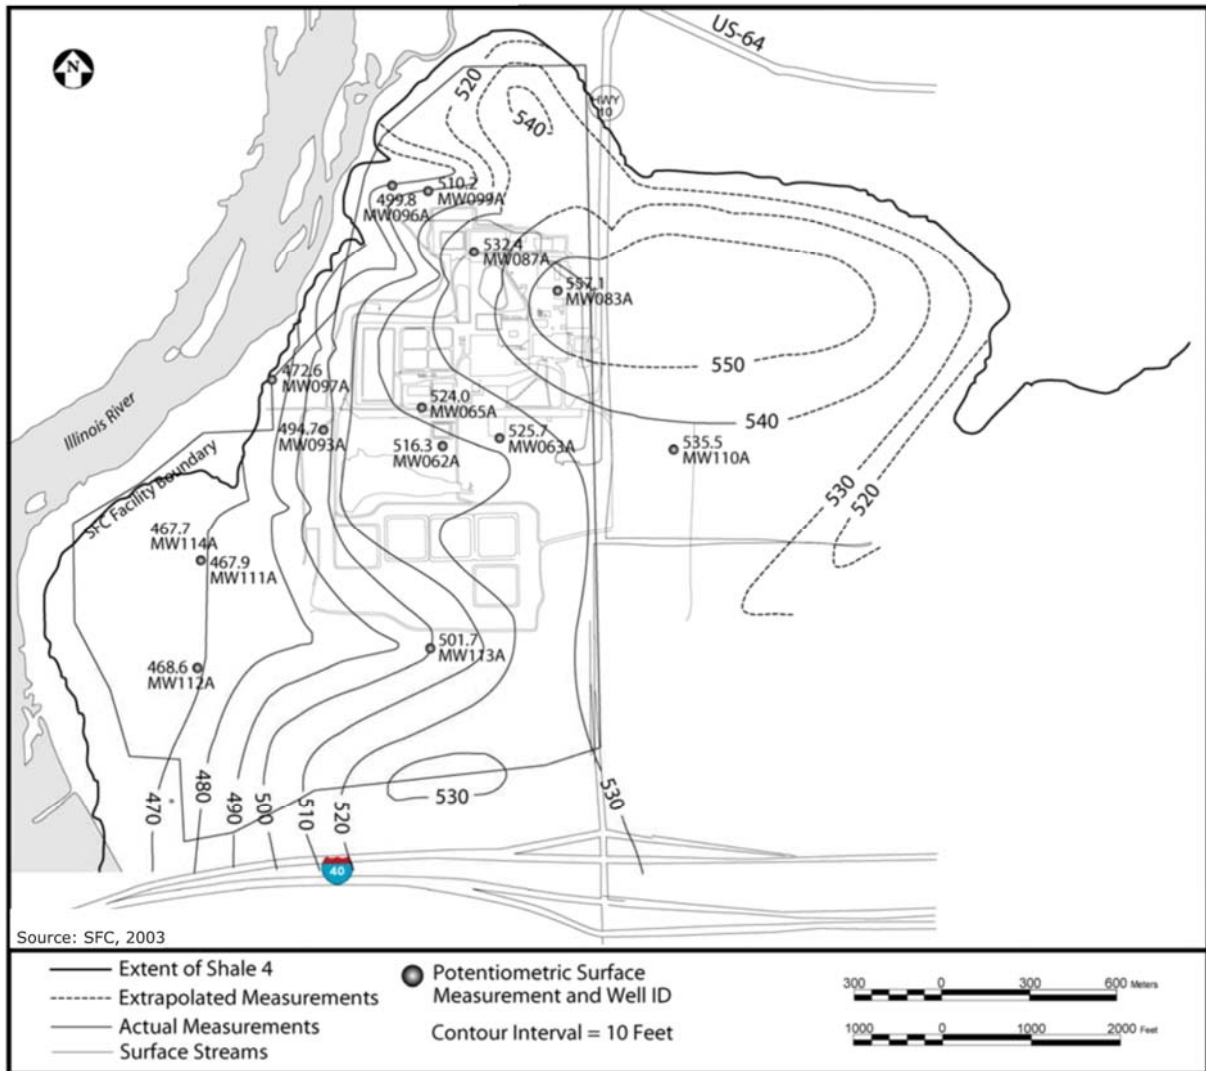 N
US-64
HWY
10
520
540
510.2
MW099A
499.8
MW096A
532.4
MW087A
557.1
MW083A
550
472.6
MW097A
Illinois River
524.0
MW065A
540
494.7
MW093A
516.3
MW062A
525.7
MW063A
535.5
MW110A
SFC Facility Boundary
530
520
467.7
MW114A
467.9
MW111A
501.7
MW113A
468.6
MW112A
470
480
490
500
510
520
530
530
40
Source: SFC, 2003
Extent of Shale 4
Extrapolated Measurements
Actual Measurements
Surface Streams
Potentiometric Surface
Measurement and Well ID
Contour Interval = 10 Feet
300 0 300 600 Meters
1000 0 1000 2000 Feet